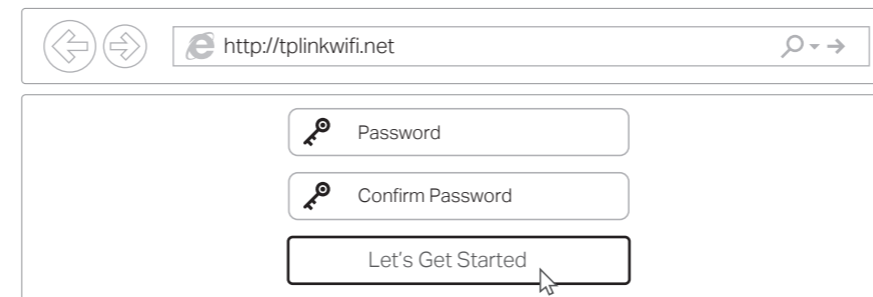 http://tplinkwifi.net
Password
Confirm Password
Let's Get Started